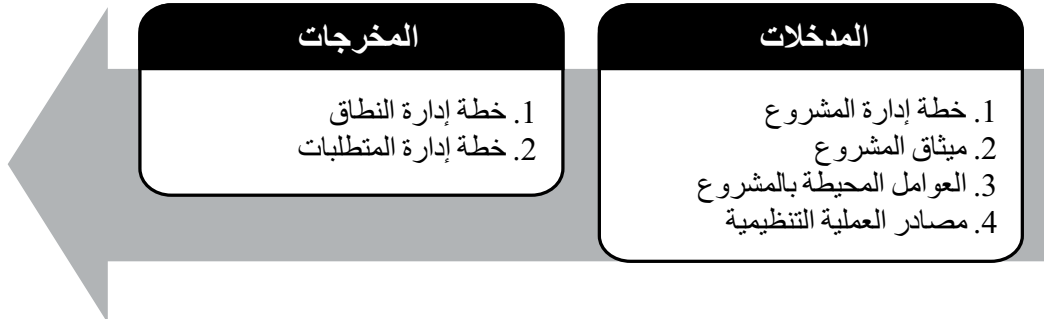 المدخلات
1. خطة إدارة المشروع
2. ميثاق المشروع
3. العوامل المحيطة بالمشروع
4. مصادر العملية التنظيمية
المخرجات
1. خطة إدارة النطاق
2. خطة إدارة المتطلبات